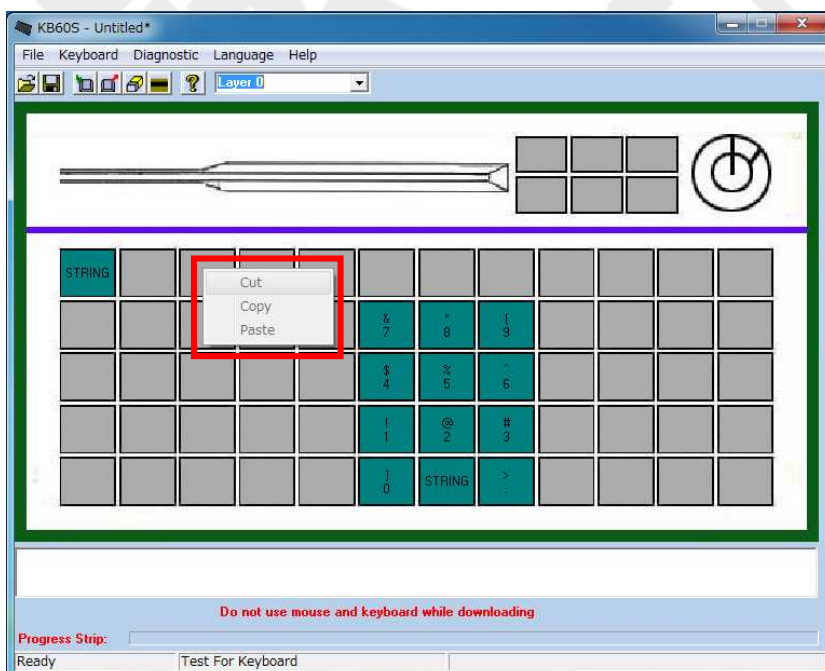 KB60S - Untitled*
File Keyboard Diagnostic Language Help
Layer 0
STRING
Cut
Copy
Paste
& * (
7 8 9
$ % ^
4 5 6
! @ #
1 2 3
) STRING >
0 .
Do not use mouse and keyboard while downloading
Progress Strip:
Ready Test For Keyboard